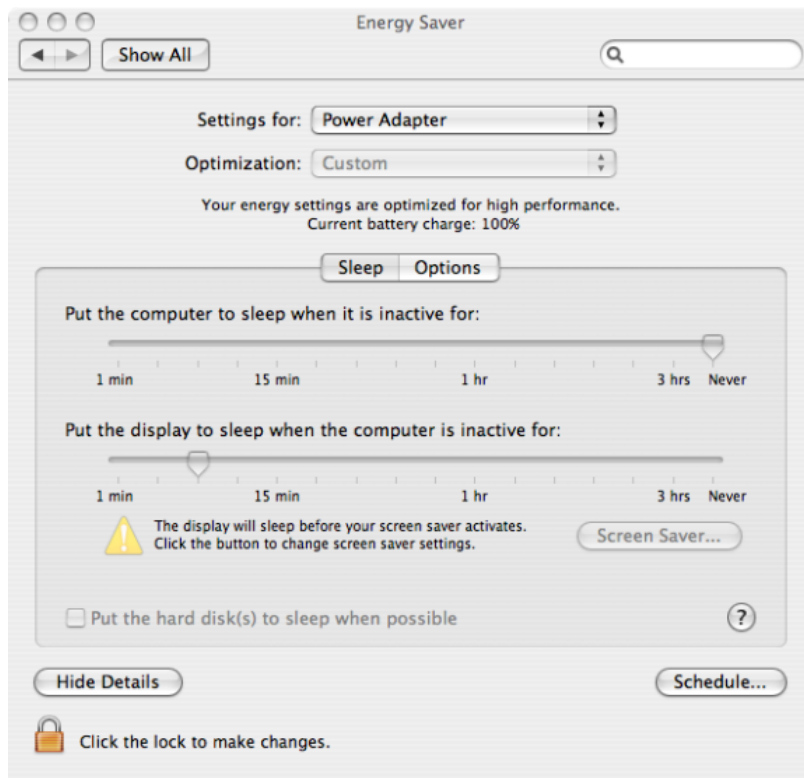 Energy Saver
Show All
Settings for: Power Adapter
Optimization: Custom
Your energy settings are optimized for high performance.
Current battery charge: 100%
Sleep Options
Put the computer to sleep when it is inactive for:
1 min 15 min 1 hr 3 hrs Never
Put the display to sleep when the computer is inactive for:
1 min 15 min 1 hr 3 hrs Never
The display will sleep before your screen saver activates.
Click the button to change screen saver settings.
Screen Saver...
Put the hard disk(s) to sleep when possible
?
Hide Details Schedule...
Click the lock to make changes.